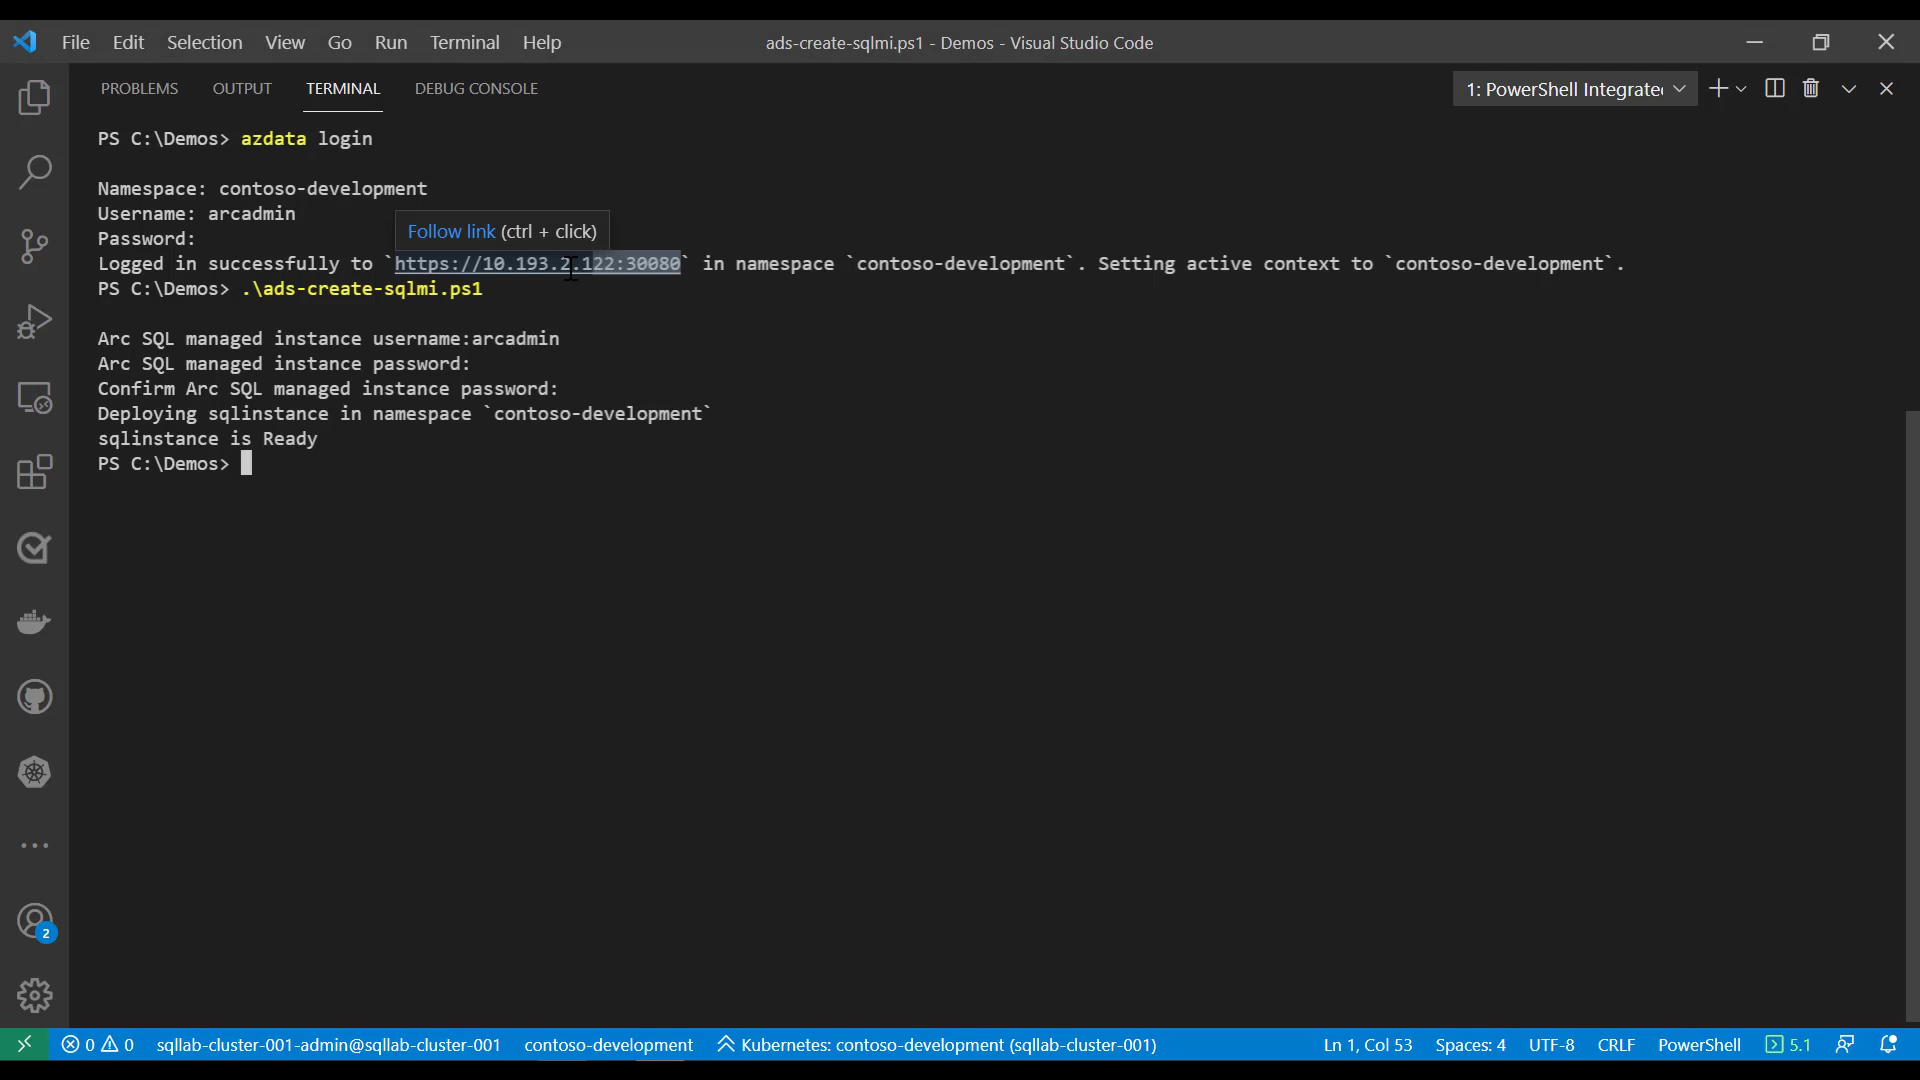 File Edit Selection View Go Run Terminal Help ads-create-sqlmi.ps1 - Demos - Visual Studio Code
PROBLEMS OUTPUT TERMINAL DEBUG CONSOLE 1: PowerShell Integrate
PS C:\Demos> azdata login
Namespace: contoso-development
Username: arcadmin
Follow link (ctrl + click)
Password:
Logged in successfully to `https://10.193.2.122:30080` in namespace `contoso-development`. Setting active context to `contoso-development`.
PS C:\Demos> .\ads-create-sqlmi.ps1
Arc SQL managed instance username:arcadmin
Arc SQL managed instance password:
Confirm Arc SQL managed instance password:
Deploying sqlinstance in namespace `contoso-development`
sqlinstance is Ready
PS C:\Demos>
2
0 0 sqllab-cluster-001-admin@sqllab-cluster-001 contoso-development Kubernetes: contoso-development (sqllab-cluster-001) Ln 1, Col 53 Spaces: 4 UTF-8 CRLF PowerShell 5.1